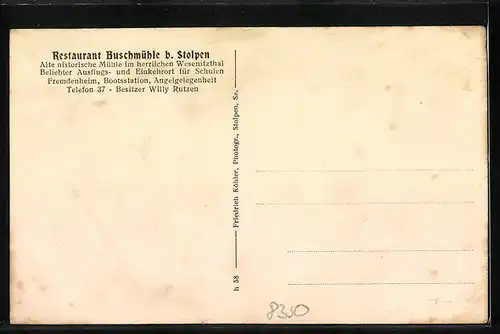 Restaurant Buschmühle b. Stolpen
Alte historische Mühle im herrlichen Wesenitzthal
Beliebter Ausflugs- und Einkehrort für Schulen
Fremdenheim, Bootsstation, Angelgelegenheit
Telefon 37 - Besitzer Willy Rutzen
h 58 — Friedrich Köhler, Photogr., Stolpen, Sa. —
8350